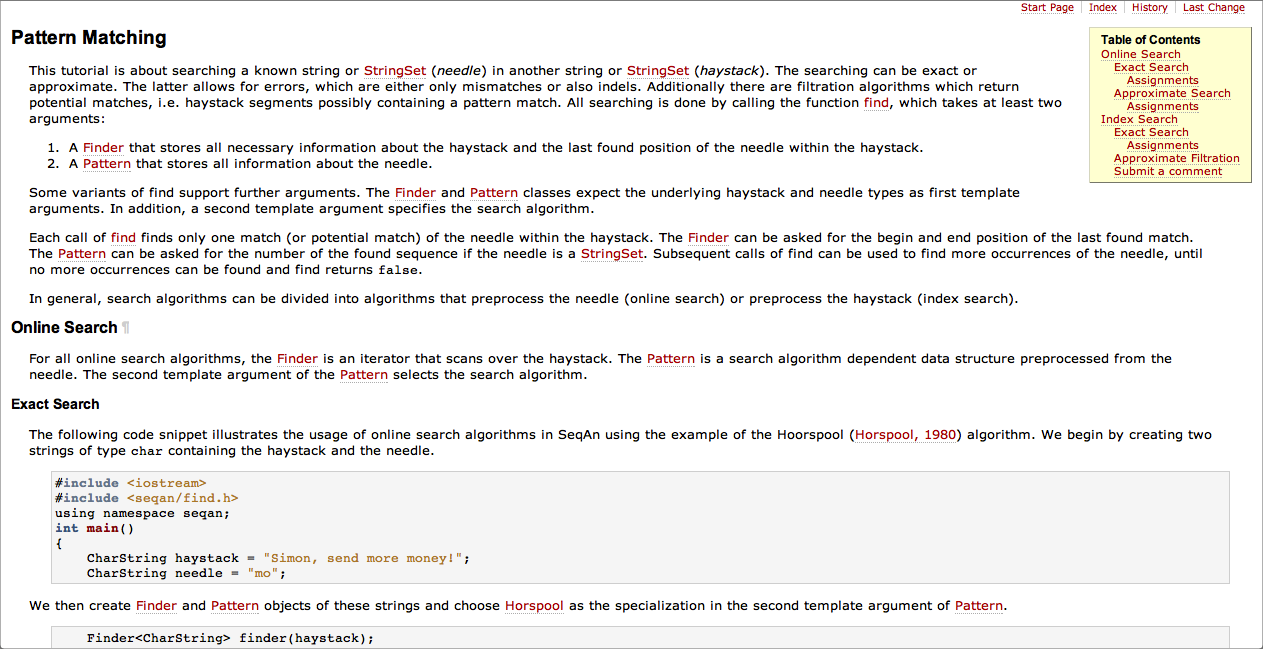 Start Page Index History Last Change
Pattern Matching
Table of Contents
Online Search
Exact Search
Assignments
Approximate Search
Assignments
Index Search
Exact Search
Assignments
Approximate Filtration
Submit a comment
This tutorial is about searching a known string or StringSet (needle) in another string or StringSet (haystack). The searching can be exact or
approximate. The latter allows for errors, which are either only mismatches or also indels. Additionally there are filtration algorithms which return
potential matches, i.e. haystack segments possibly containing a pattern match. All searching is done by calling the function find, which takes at least two
arguments:
1. A Finder that stores all necessary information about the haystack and the last found position of the needle within the haystack.
2. A Pattern that stores all information about the needle.
Some variants of find support further arguments. The Finder and Pattern classes expect the underlying haystack and needle types as first template
arguments. In addition, a second template argument specifies the search algorithm.
Each call of find finds only one match (or potential match) of the needle within the haystack. The Finder can be asked for the begin and end position of the last found match.
The Pattern can be asked for the number of the found sequence if the needle is a StringSet. Subsequent calls of find can be used to find more occurrences of the needle, until
no more occurrences can be found and find returns false.
In general, search algorithms can be divided into algorithms that preprocess the needle (online search) or preprocess the haystack (index search).
Online Search ¶
For all online search algorithms, the Finder is an iterator that scans over the haystack. The Pattern is a search algorithm dependent data structure preprocessed from the
needle. The second template argument of the Pattern selects the search algorithm.
Exact Search
The following code snippet illustrates the usage of online search algorithms in SeqAn using the example of the Hoorspool (Horspool, 1980) algorithm. We begin by creating two
strings of type char containing the haystack and the needle.
#include <iostream>
#include <seqan/find.h>
using namespace seqan;
int main()
{
CharString haystack = "Simon, send more money!";
CharString needle = "mo";
We then create Finder and Pattern objects of these strings and choose Horspool as the specialization in the second template argument of Pattern.
Finder<CharString> finder(haystack);